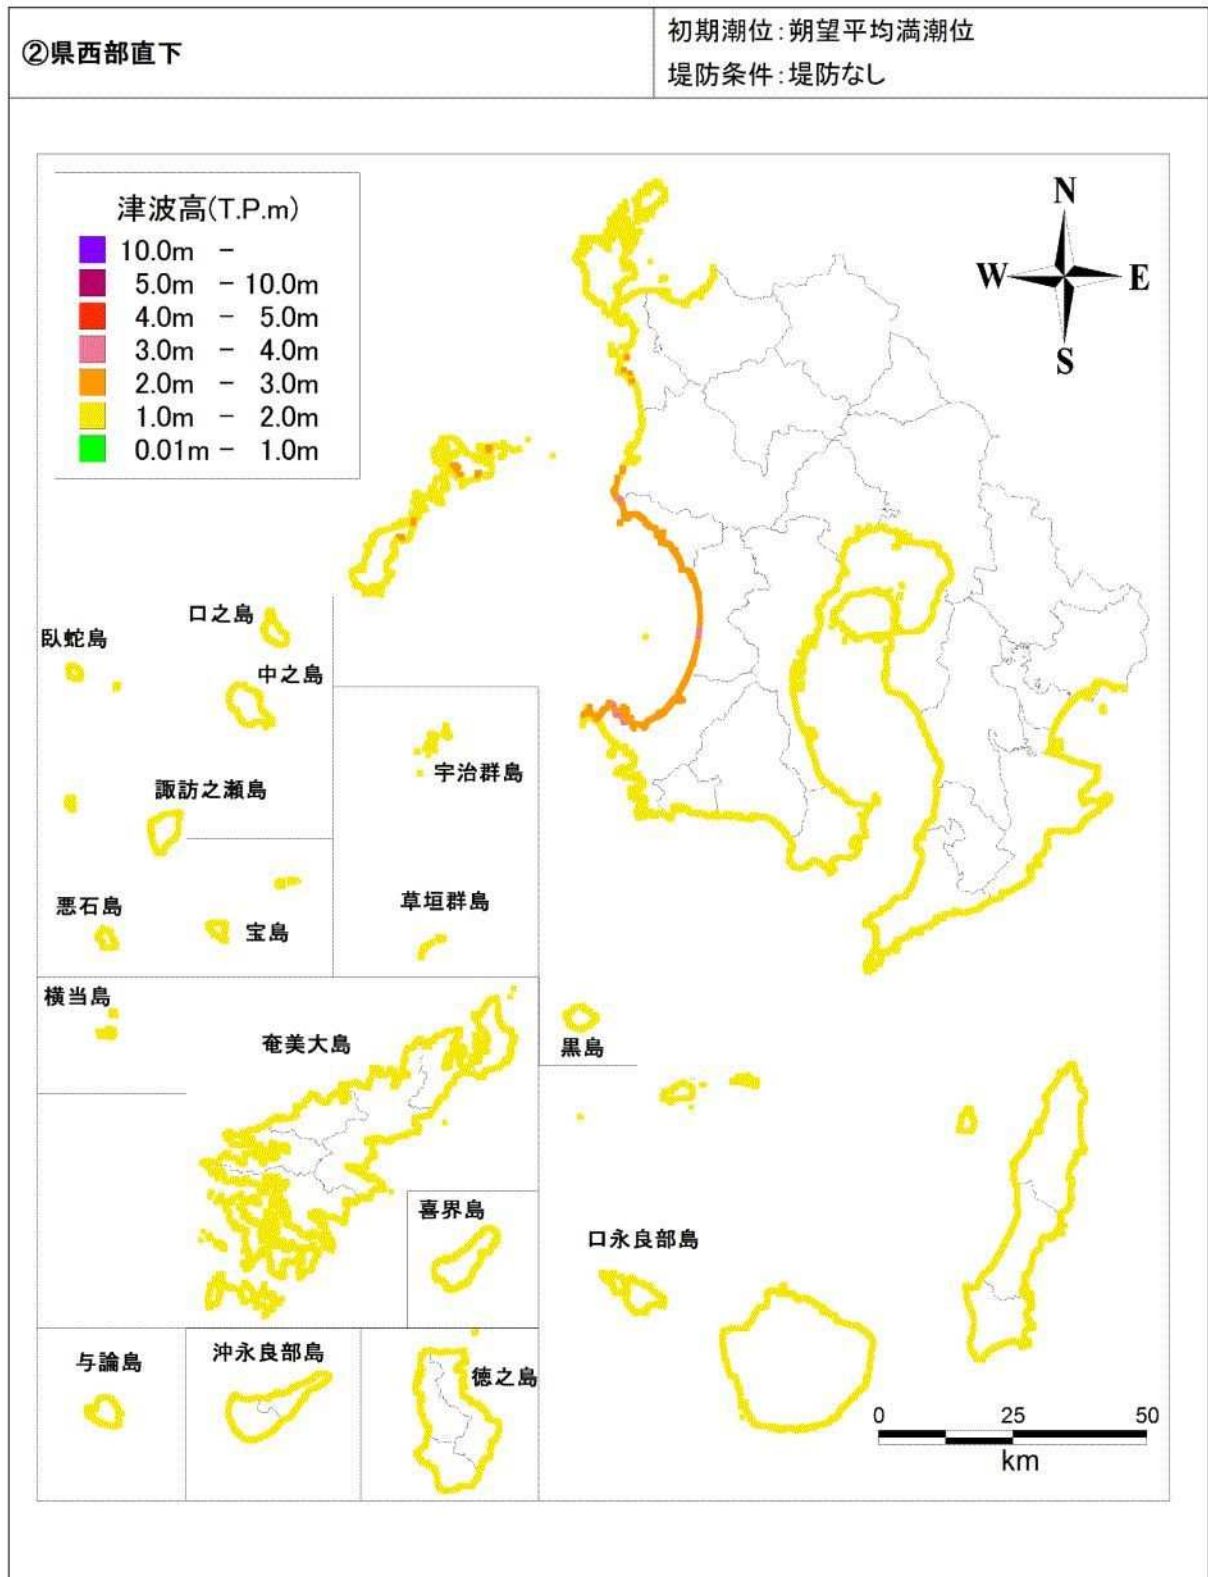 ②県西部直下
初期潮位:朔望平均満潮位
堤防条件:堤防なし
津波高(T.P.m)
10.0m -
5.0m - 10.0m
4.0m - 5.0m
3.0m - 4.0m
2.0m - 3.0m
1.0m - 2.0m
0.01m - 1.0m
N
W E
S
口之島
臥蛇島
中之島
宇治群島
諏訪之瀬島
草垣群島
悪石島
宝島
横当島
奄美大島
黒島
喜界島
口永良部島
与論島
沖永良部島
徳之島
0 25 50
km